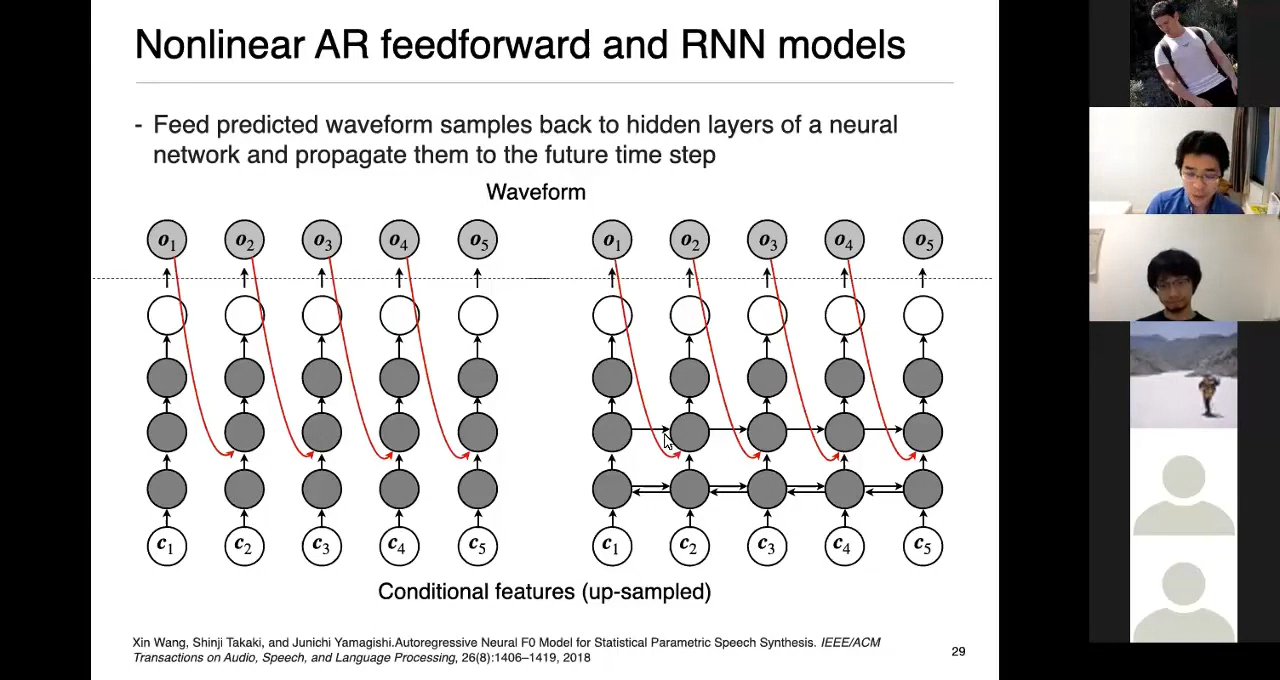 Nonlinear AR feedforward and RNN models
- Feed predicted waveform samples back to hidden layers of a neural
network and propagate them to the future time step
Waveform
o1 o2 o3 o4 o5 o1 o2 o3 o4 o5
c1 c2 c3 c4 c5 c1 c2 c3 c4 c5
Conditional features (up-sampled)
Xin Wang, Shinji Takaki, and Junichi Yamagishi.Autoregressive Neural F0 Model for Statistical Parametric Speech Synthesis. IEEE/ACM
Transactions on Audio, Speech, and Language Processing, 26(8):1406–1419, 2018
29